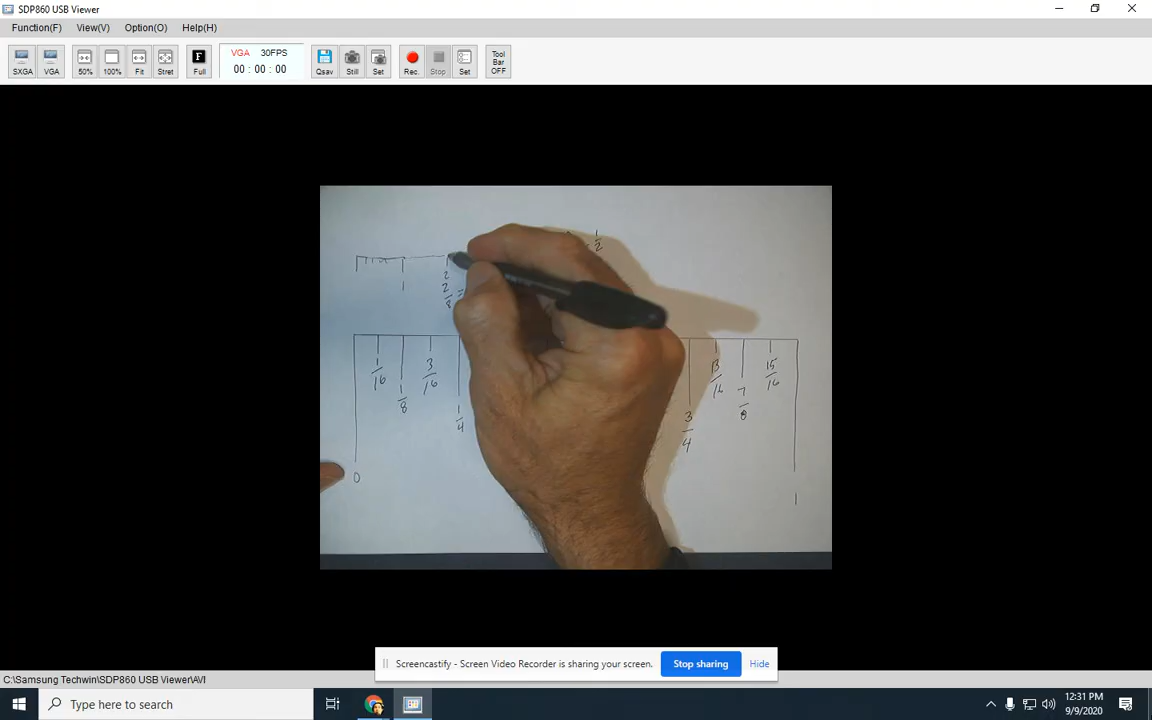 SDP860 USB Viewer
Function(F) View(V) Option(O) Help(H)
SXGA VGA 50% 100% Fit Stret F Full
VGA 30FPS
00 : 00 : 00
Qsav Still Set Rec. Stop Set
Tool
Bar
OFF
1
2
1
2
2
8
=
1
16
1
8
3
16
1
4
3
4
13
16
7
8
15
16
0
1
Screencastify - Screen Video Recorder is sharing your screen. Stop sharing Hide
C:\Samsung Techwin\SDP860 USB Viewer\AVI
Type here to search
12:31 PM
9/9/2020